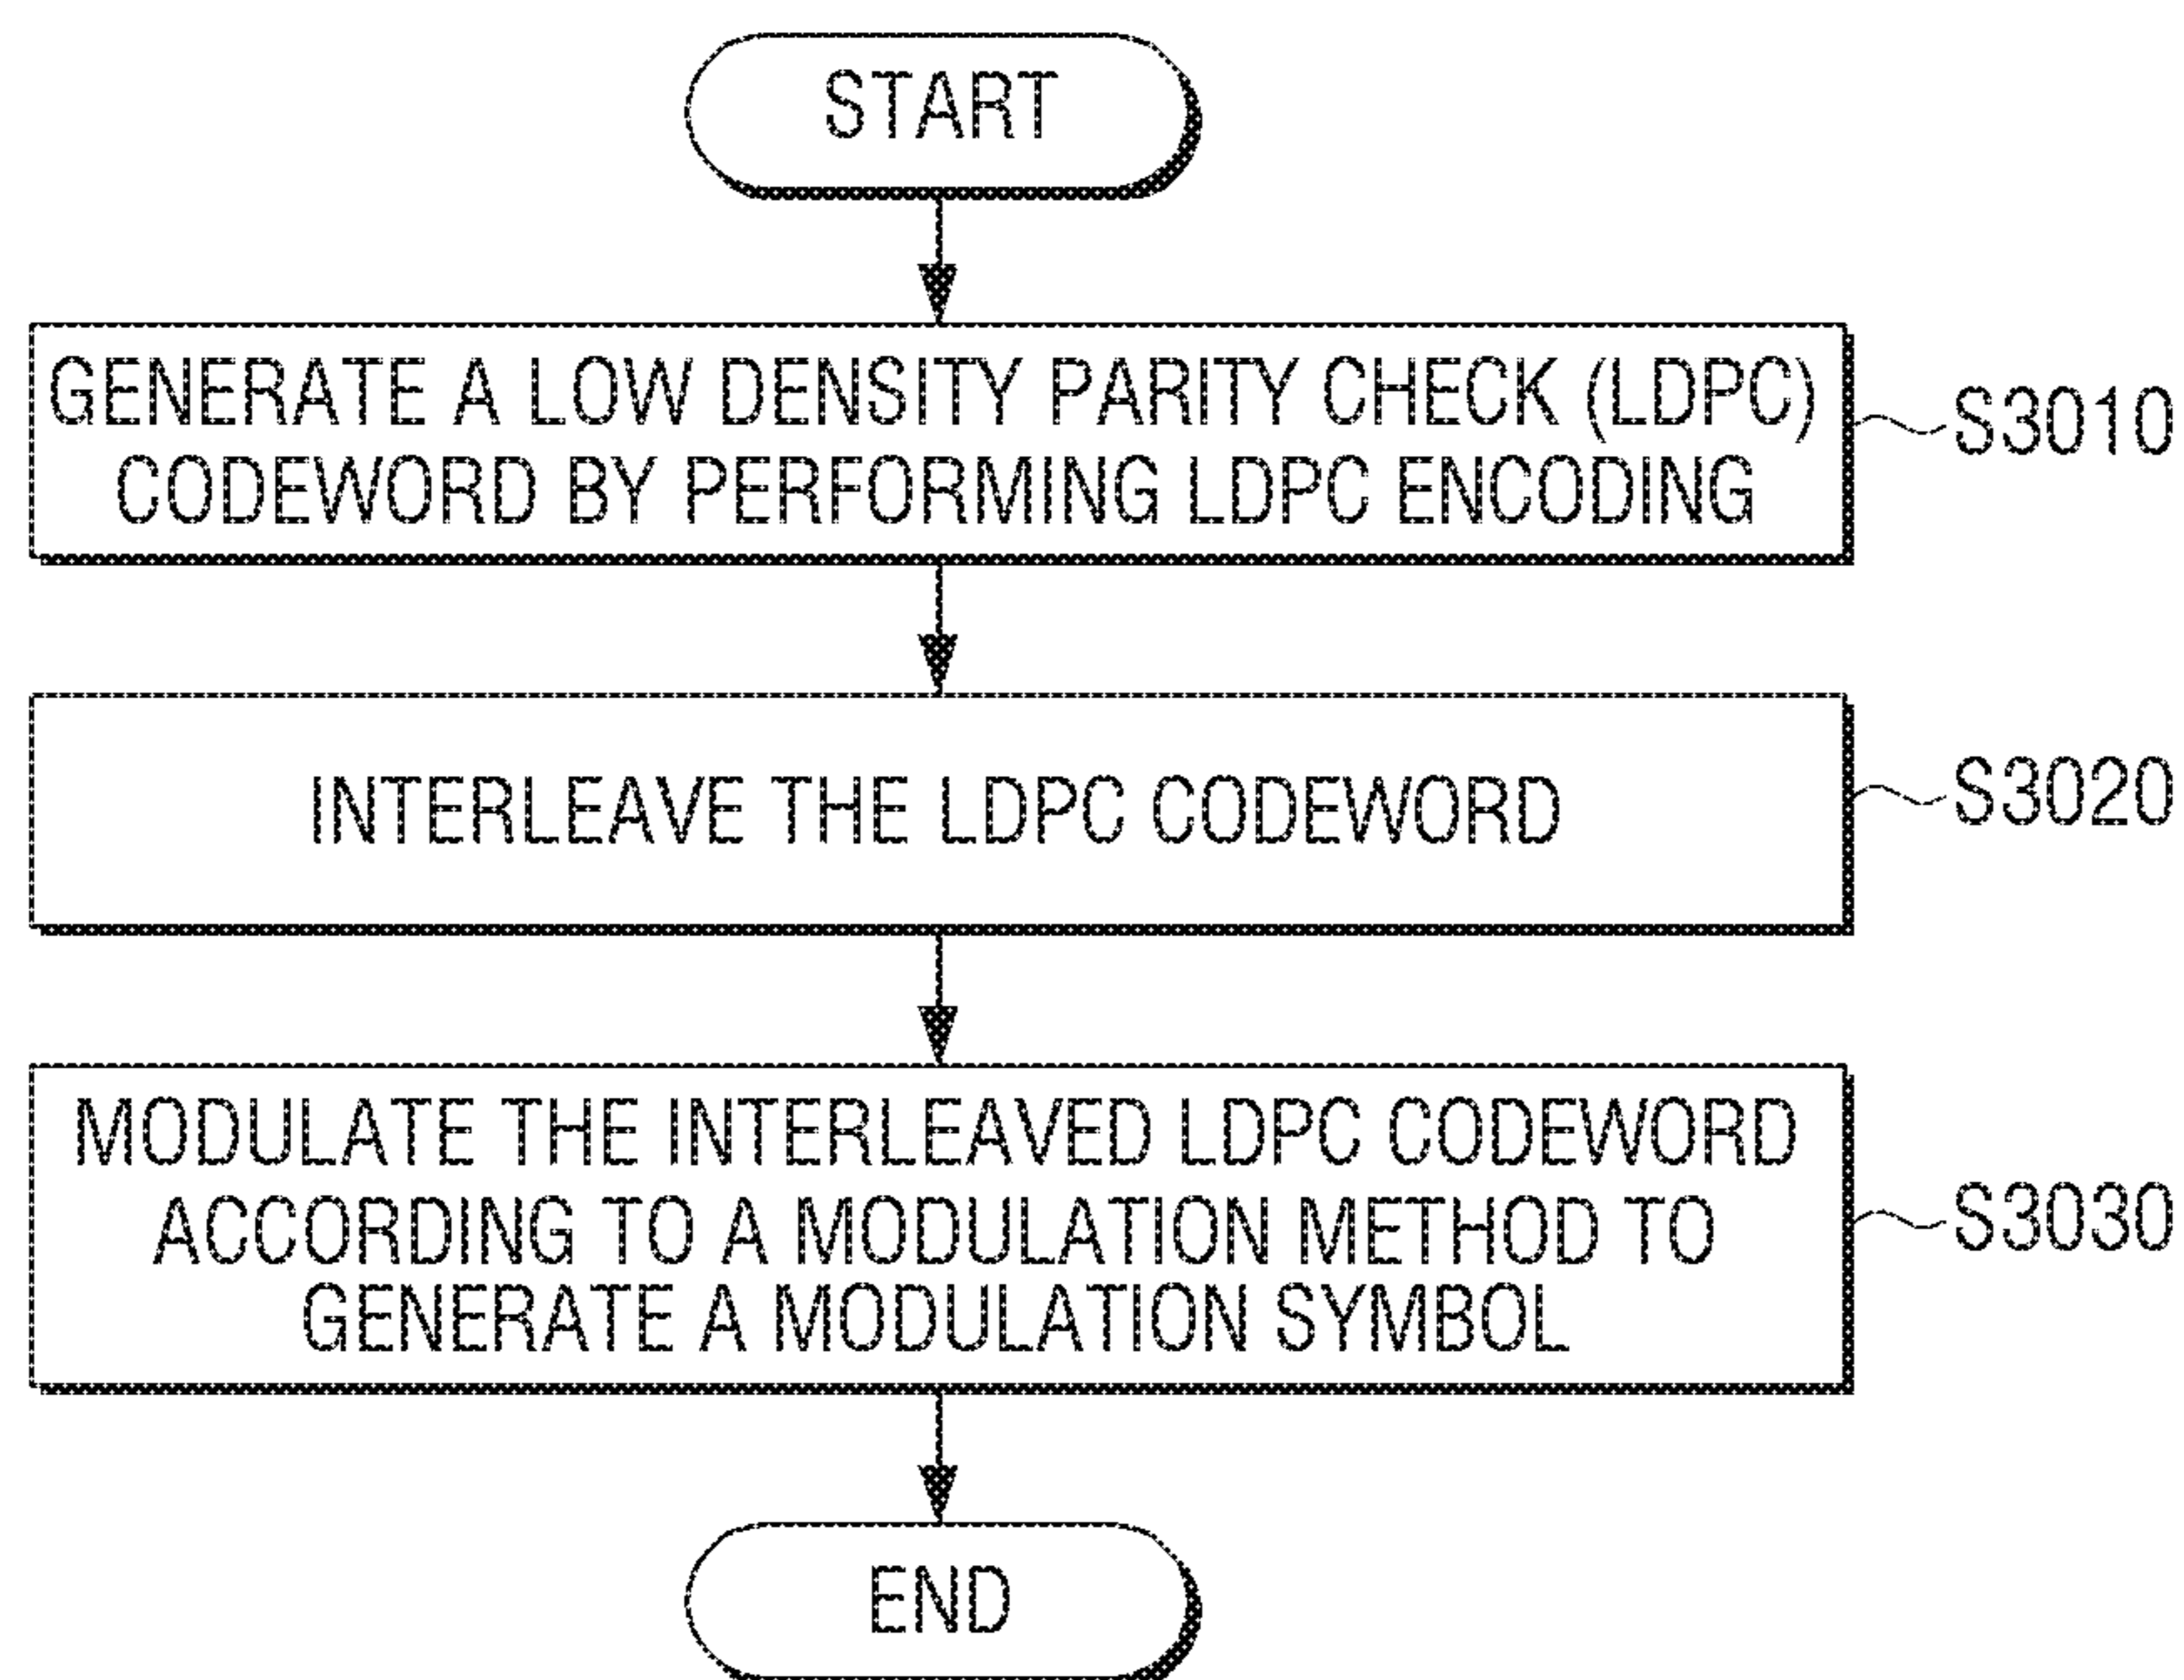 START
GENERATE A LOW DENSITY PARITY CHECK (LDPC)
CODEWORD BY PERFORMING LDPC ENCODING
S3010
INTERLEAVE THE LDPC CODEWORD
S3020
MODULATE THE INTERLEAVED LDPC CODEWORD
ACCORDING TO A MODULATION METHOD TO
GENERATE A MODULATION SYMBOL
S3030
END